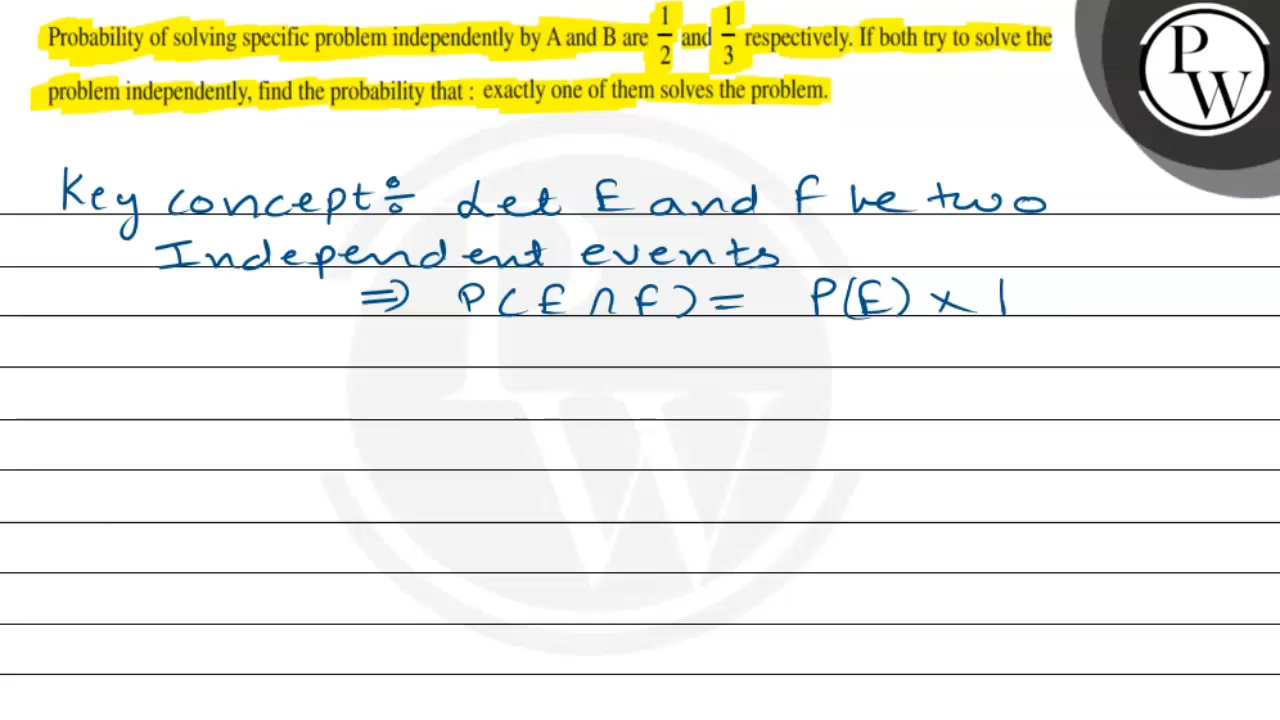 Probability of solving specific problem independently by A and B are 1/2 and 1/3 respectively. If both try to solve the
problem independently, find the probability that : exactly one of them solves the problem.
PW
Key concept: Let E and F be two
Independent events
⇒ P(E ∩ F) = P(E) × |